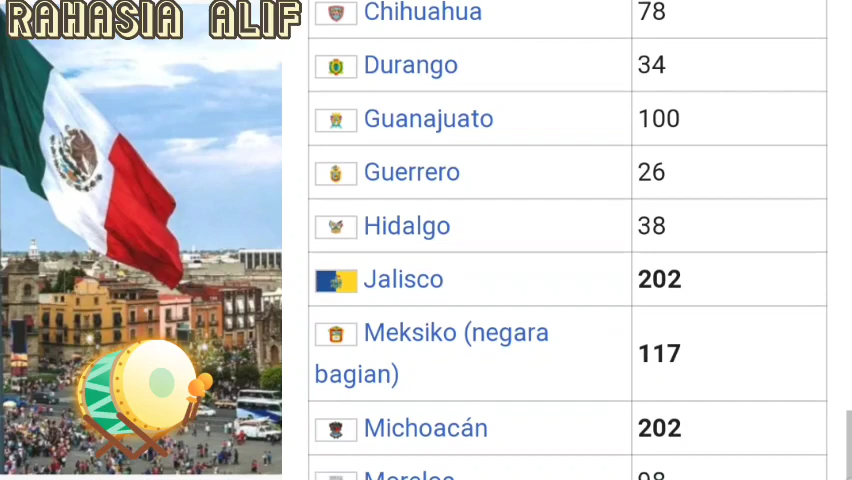 RAHASIA ALIF
Chihuahua 78
Durango 34
Guanajuato 100
Guerrero 26
Hidalgo 38
Jalisco 202
Meksiko (negara
bagian) 117
Michoacán 202